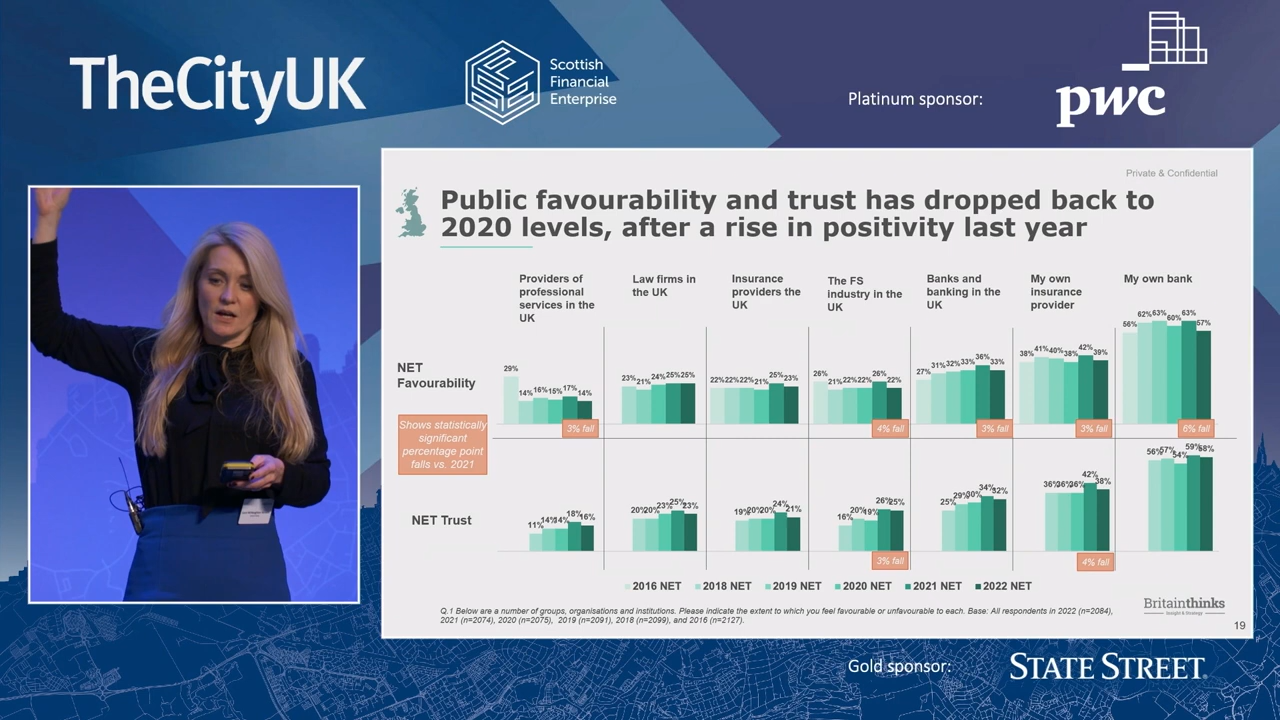 TheCityUK
Scottish
Financial
Enterprise
Platinum sponsor:
pwc
Private & Confidential
Public favourability and trust has dropped back to
2020 levels, after a rise in positivity last year
Providers of
professional
services in the
UK
Law firms in
the UK
Insurance
providers the
UK
The FS
industry in the
UK
Banks and
banking in the
UK
My own
insurance
provider
My own bank
NET
Favourability
29% 14% 16% 15% 17% 14%
23% 21% 24% 25% 25%
22% 22% 22% 21% 25% 23%
26% 21% 22% 22% 26% 22%
27% 31% 32% 33% 36% 33%
38% 41% 40% 38% 42% 39%
56% 62% 63% 60% 63% 57%
Shows statistically
significant
percentage point
falls vs. 2021
3% fall
4% fall
3% fall
3% fall
6% fall
NET Trust
11% 14% 14% 18% 16%
20% 20% 23% 25% 23%
19% 20% 20% 24% 21%
16% 20% 19% 26% 25%
25% 29% 30% 34% 32%
36% 36% 36% 42% 38%
56% 57% 54% 59% 58%
3% fall
4% fall
2016 NET 2018 NET 2019 NET 2020 NET 2021 NET 2022 NET
Q.1 Below are a number of groups, organisations and institutions. Please indicate the extent to which you feel favourable or unfavourable to each. Base: All respondents in 2022 (n=2084),
2021 (n=2074), 2020 (n=2075), 2019 (n=2091), 2018 (n=2099), and 2016 (n=2127).
Britainthinks
Insight & Strategy
19
Gold sponsor:
STATE STREET